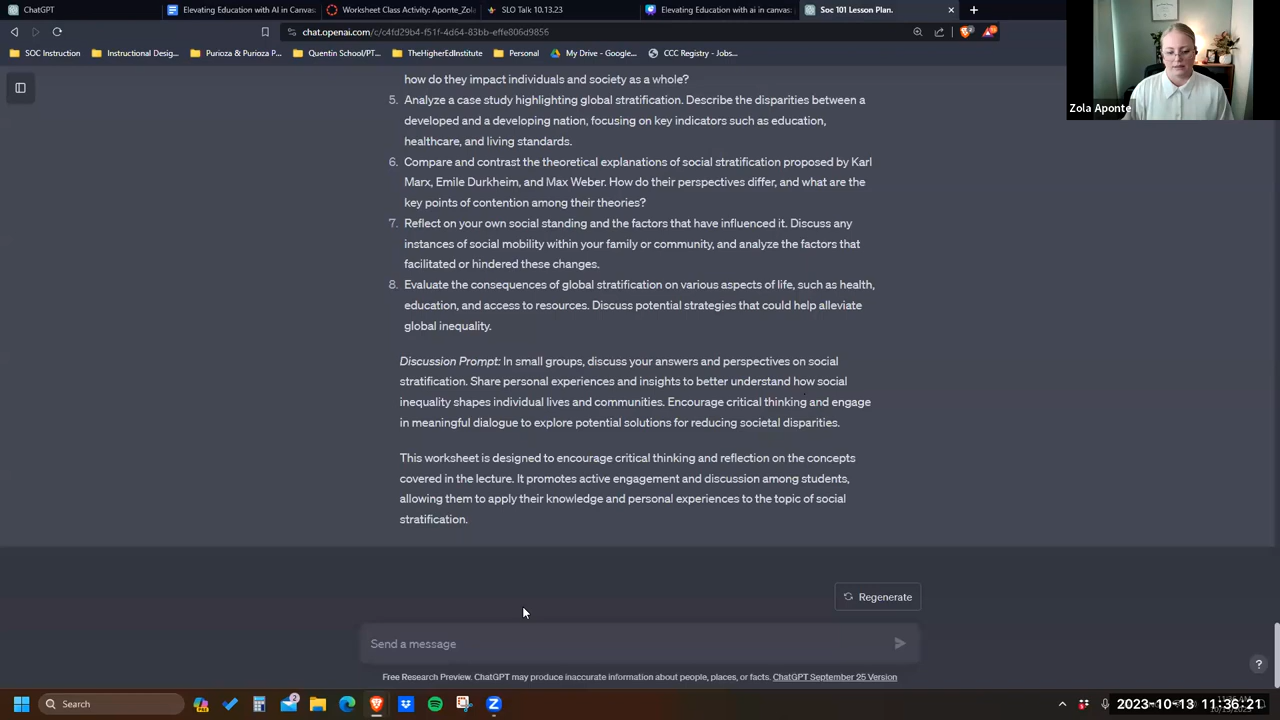 ChatGPT
Elevating Education with AI in Canvas:
Worksheet Class Activity: Aponte_Zola
SLO Talk 10.13.23
Elevating Education with ai in canvas
Soc 101 Lesson Plan.
chat.openai.com/c/c4fd29b4-f51f-4d64-83bb-effe806d9856
SOC Instruction
Instructional Desig...
Purioza & Purioza P...
Quentin School/PT...
TheHigherEdInstitute
Personal
My Drive - Google...
CCC Registry - Jobs...
Zola Aponte
how do they impact individuals and society as a whole?
5. Analyze a case study highlighting global stratification. Describe the disparities between a
developed and a developing nation, focusing on key indicators such as education,
healthcare, and living standards.
6. Compare and contrast the theoretical explanations of social stratification proposed by Karl
Marx, Emile Durkheim, and Max Weber. How do their perspectives differ, and what are the
key points of contention among their theories?
7. Reflect on your own social standing and the factors that have influenced it. Discuss any
instances of social mobility within your family or community, and analyze the factors that
facilitated or hindered these changes.
8. Evaluate the consequences of global stratification on various aspects of life, such as health,
education, and access to resources. Discuss potential strategies that could help alleviate
global inequality.
Discussion Prompt: In small groups, discuss your answers and perspectives on social
stratification. Share personal experiences and insights to better understand how social
inequality shapes individual lives and communities. Encourage critical thinking and engage
in meaningful dialogue to explore potential solutions for reducing societal disparities.
This worksheet is designed to encourage critical thinking and reflection on the concepts
covered in the lecture. It promotes active engagement and discussion among students,
allowing them to apply their knowledge and personal experiences to the topic of social
stratification.
Regenerate
Send a message
Free Research Preview. ChatGPT may produce inaccurate information about people, places, or facts. ChatGPT September 25 Version
?
Search
2023-10-13 11:36:21